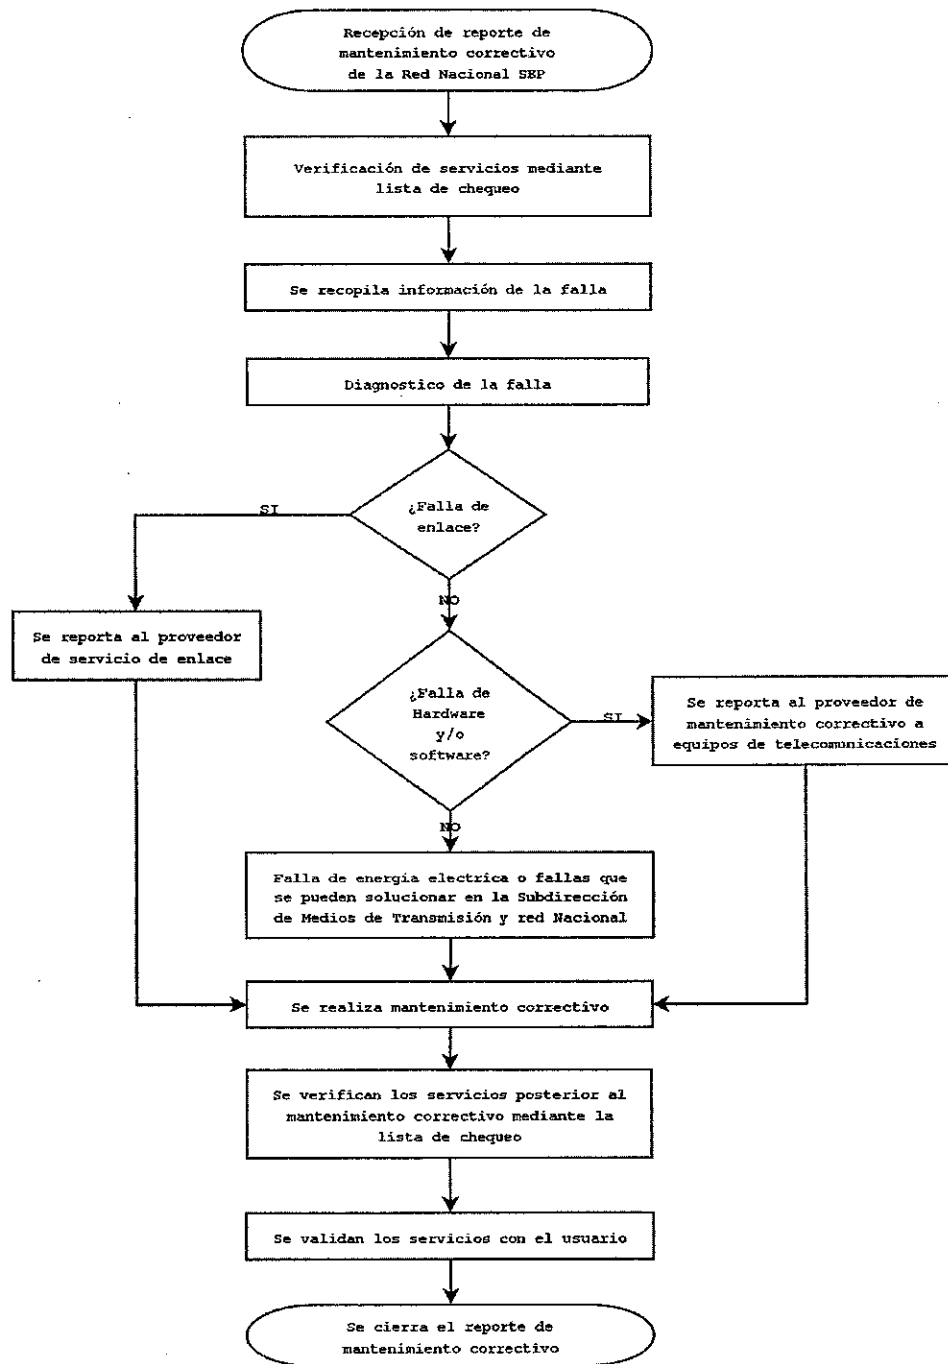 Recepción de reporte de
mantenimiento correctivo
de la Red Nacional SEP
Verificación de servicios mediante
lista de chequeo
Se recopila información de la falla
Diagnostico de la falla
¿Falla de
enlace?
SI
NO
Se reporta al proveedor
de servicio de enlace
¿Falla de
Hardware
y/o
software?
SI
NO
Se reporta al proveedor de
mantenimiento correctivo a
equipos de telecomunicaciones
Falla de energía electrica o fallas que
se pueden solucionar en la Subdirección
de Medios de Transmisión y red Nacional
Se realiza mantenimiento correctivo
Se verifican los servicios posterior al
mantenimiento correctivo mediante la
lista de chequeo
Se validan los servicios con el usuario
Se cierra el reporte de
mantenimiento correctivo